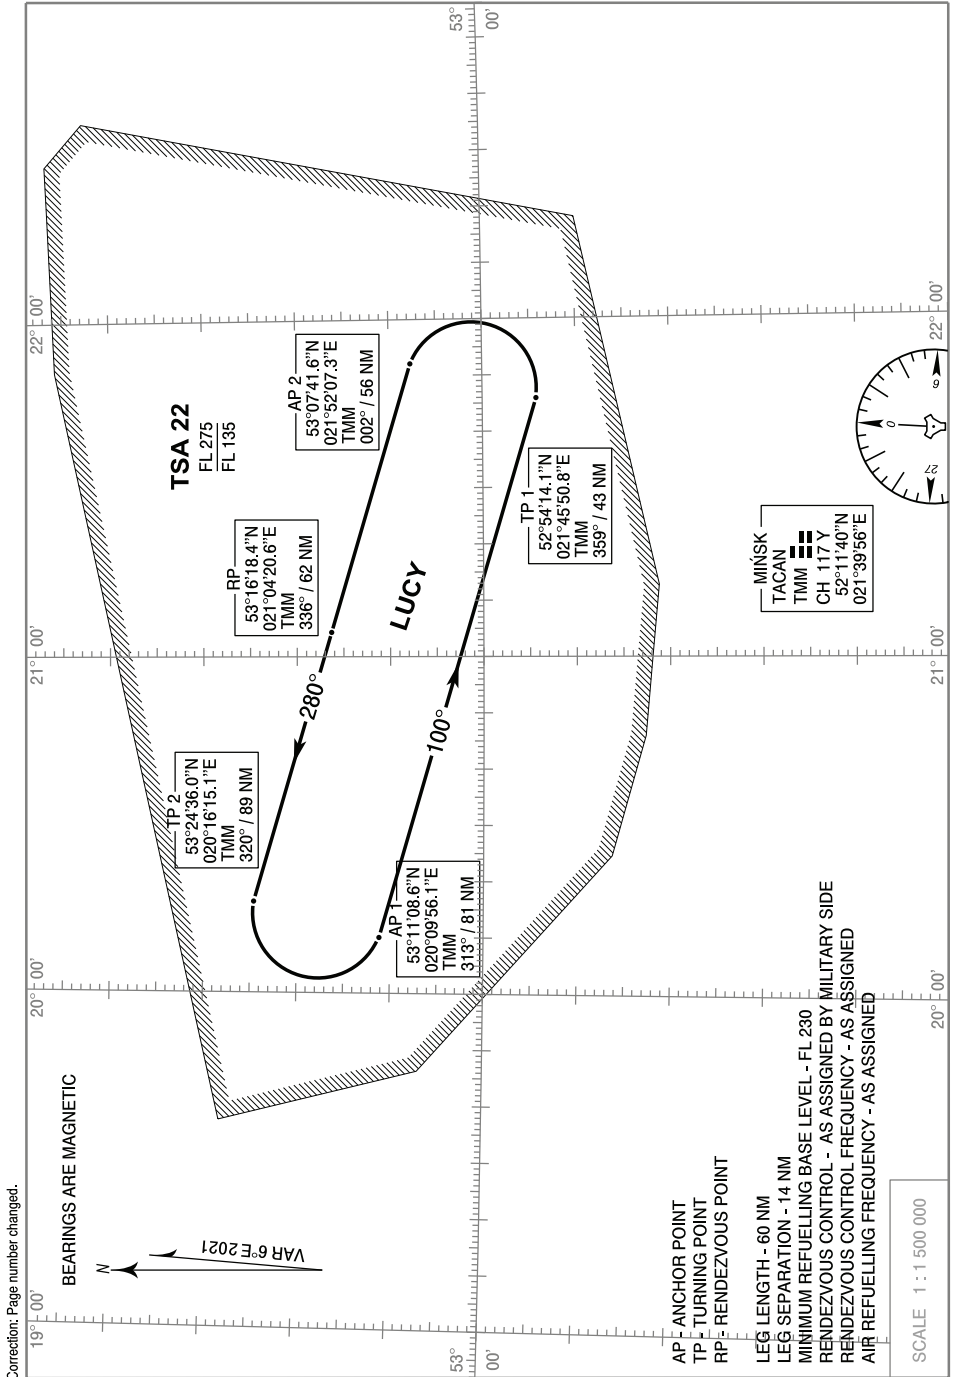 Correction: Page number changed.
19° 00'
20° 00'
21° 00'
22° 00'
BEARINGS ARE MAGNETIC
N
VAR 6°E 2021
TSA 22
FL 275
FL 135
TP 2
53°24'36.0"N
020°16'15.1"E
TMM
320° / 89 NM
RP
53°16'18.4"N
021°04'20.6"E
TMM
336° / 62 NM
AP 2
53°07'41.6"N
021°52'07.3"E
TMM
002° / 56 NM
280°
LUCY
100°
AP 1
53°11'08.6"N
020°09'56.1"E
TMM
313° / 81 NM
TP 1
52°54'14.1"N
021°45'50.8"E
TMM
359° / 43 NM
53° 00'
53° 00'
MIŃSK
TACAN
TMM
CH 117 Y
52°11'40"N
021°39'56"E
27
0
9
AP - ANCHOR POINT
TP - TURNING POINT
RP - RENDEZVOUS POINT
LEG LENGTH - 60 NM
LEG SEPARATION - 14 NM
MINIMUM REFUELLING BASE LEVEL - FL 230
RENDEZVOUS CONTROL - AS ASSIGNED BY MILITARY SIDE
RENDEZVOUS CONTROL FREQUENCY - AS ASSIGNED
AIR REFUELLING FREQUENCY - AS ASSIGNED
SCALE 1 : 1 500 000
20° 00'
21° 00'
22° 00'